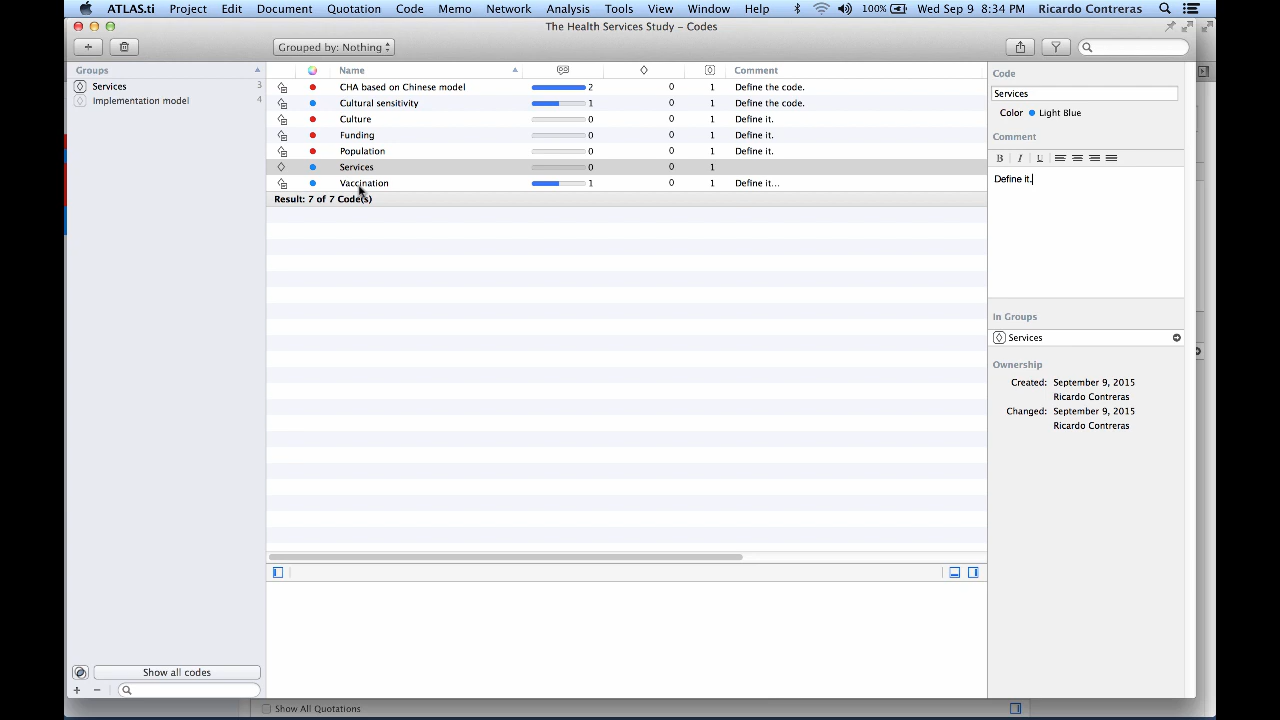 ATLAS.ti Project Edit Document Quotation Code Memo Network Analysis Tools View Window Help 100% Wed Sep 9 8:34 PM Ricardo Contreras
The Health Services Study – Codes
Grouped by: Nothing
Groups
Services 3
Implementation model 4
Name Comment
CHA based on Chinese model 2 0 1 Define the code.
Cultural sensitivity 1 0 1 Define the code.
Culture 0 0 1 Define it.
Funding 0 0 1 Define it.
Population 0 0 1 Define it.
Services 0 0 1
Vaccination 1 0 1 Define it...
Result: 7 of 7 Code(s)
Code
Services
Color Light Blue
Comment
B I U
Define it.
In Groups
Services
Ownership
Created: September 9, 2015
Ricardo Contreras
Changed: September 9, 2015
Ricardo Contreras
Show all codes
Show All Quotations